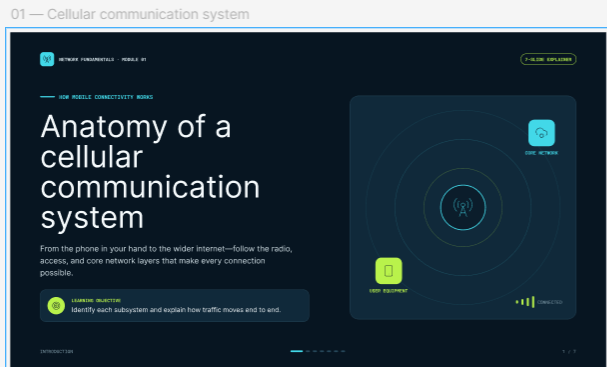 01 — Cellular communication system
NETWORK FUNDAMENTALS · MODULE 01
7-SLIDE EXPLAINER
HOW MOBILE CONNECTIVITY WORKS
Anatomy of a
cellular
communication
system
From the phone in your hand to the wider internet—follow the radio,
access, and core network layers that make every connection
possible.
LEARNING OBJECTIVE
Identify each subsystem and explain how traffic moves end to end.
CORE NETWORK
USER EQUIPMENT
CONNECTED
INTRODUCTION
1 / 7